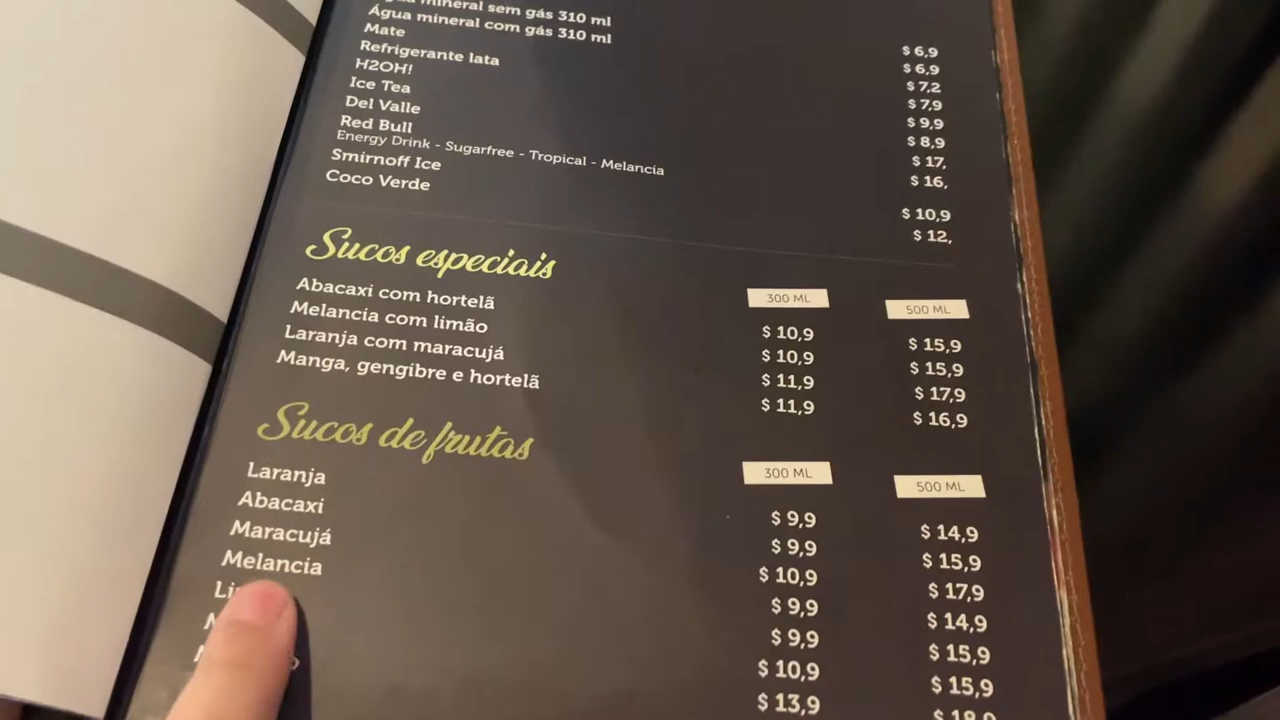 mineral sem gás 310 ml
Água mineral com gás 310 ml
Mate
Refrigerante lata
H2OH!
Ice Tea
Del Valle
Red Bull
Energy Drink - Sugarfree - Tropical - Melancia
Smirnoff Ice
Coco Verde
$ 6,9
$ 6,9
$ 7,2
$ 7,9
$ 9,9
$ 8,9
$ 17,
$ 16,
$ 10,9
$ 12,
Sucos especiais
300 ML 500 ML
Abacaxi com hortelã $ 10,9 $ 15,9
Melancia com limão $ 10,9 $ 15,9
Laranja com maracujá $ 11,9 $ 17,9
Manga, gengibre e hortelã $ 11,9 $ 16,9
Sucos de frutas
300 ML 500 ML
Laranja $ 9,9 $ 14,9
Abacaxi $ 9,9 $ 15,9
Maracujá $ 10,9 $ 17,9
Melancia $ 9,9 $ 14,9
$ 9,9 $ 15,9
$ 10,9 $ 15,9
$ 13,9